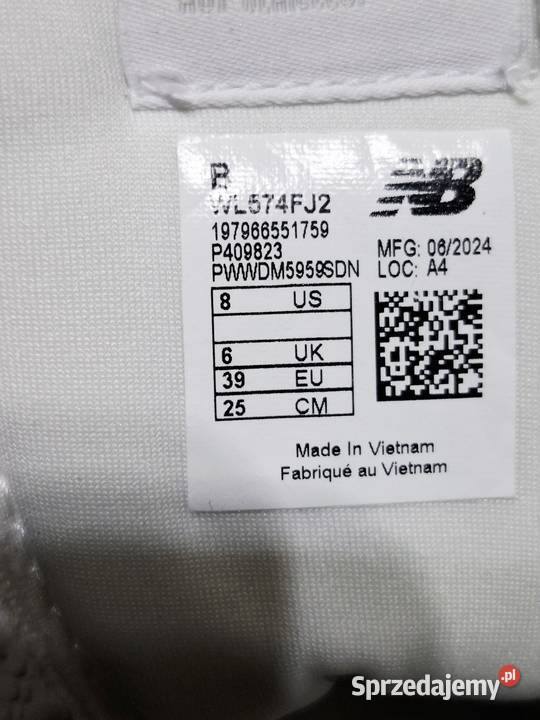 B
WL574FJ2
197966551759
P409823
PWWDM5959SDN
NB
MFG: 06/2024
LOC: A4
8 US
6 UK
39 EU
25 CM
Made In Vietnam
Fabriqué au Vietnam
Sprzedajemy.pl